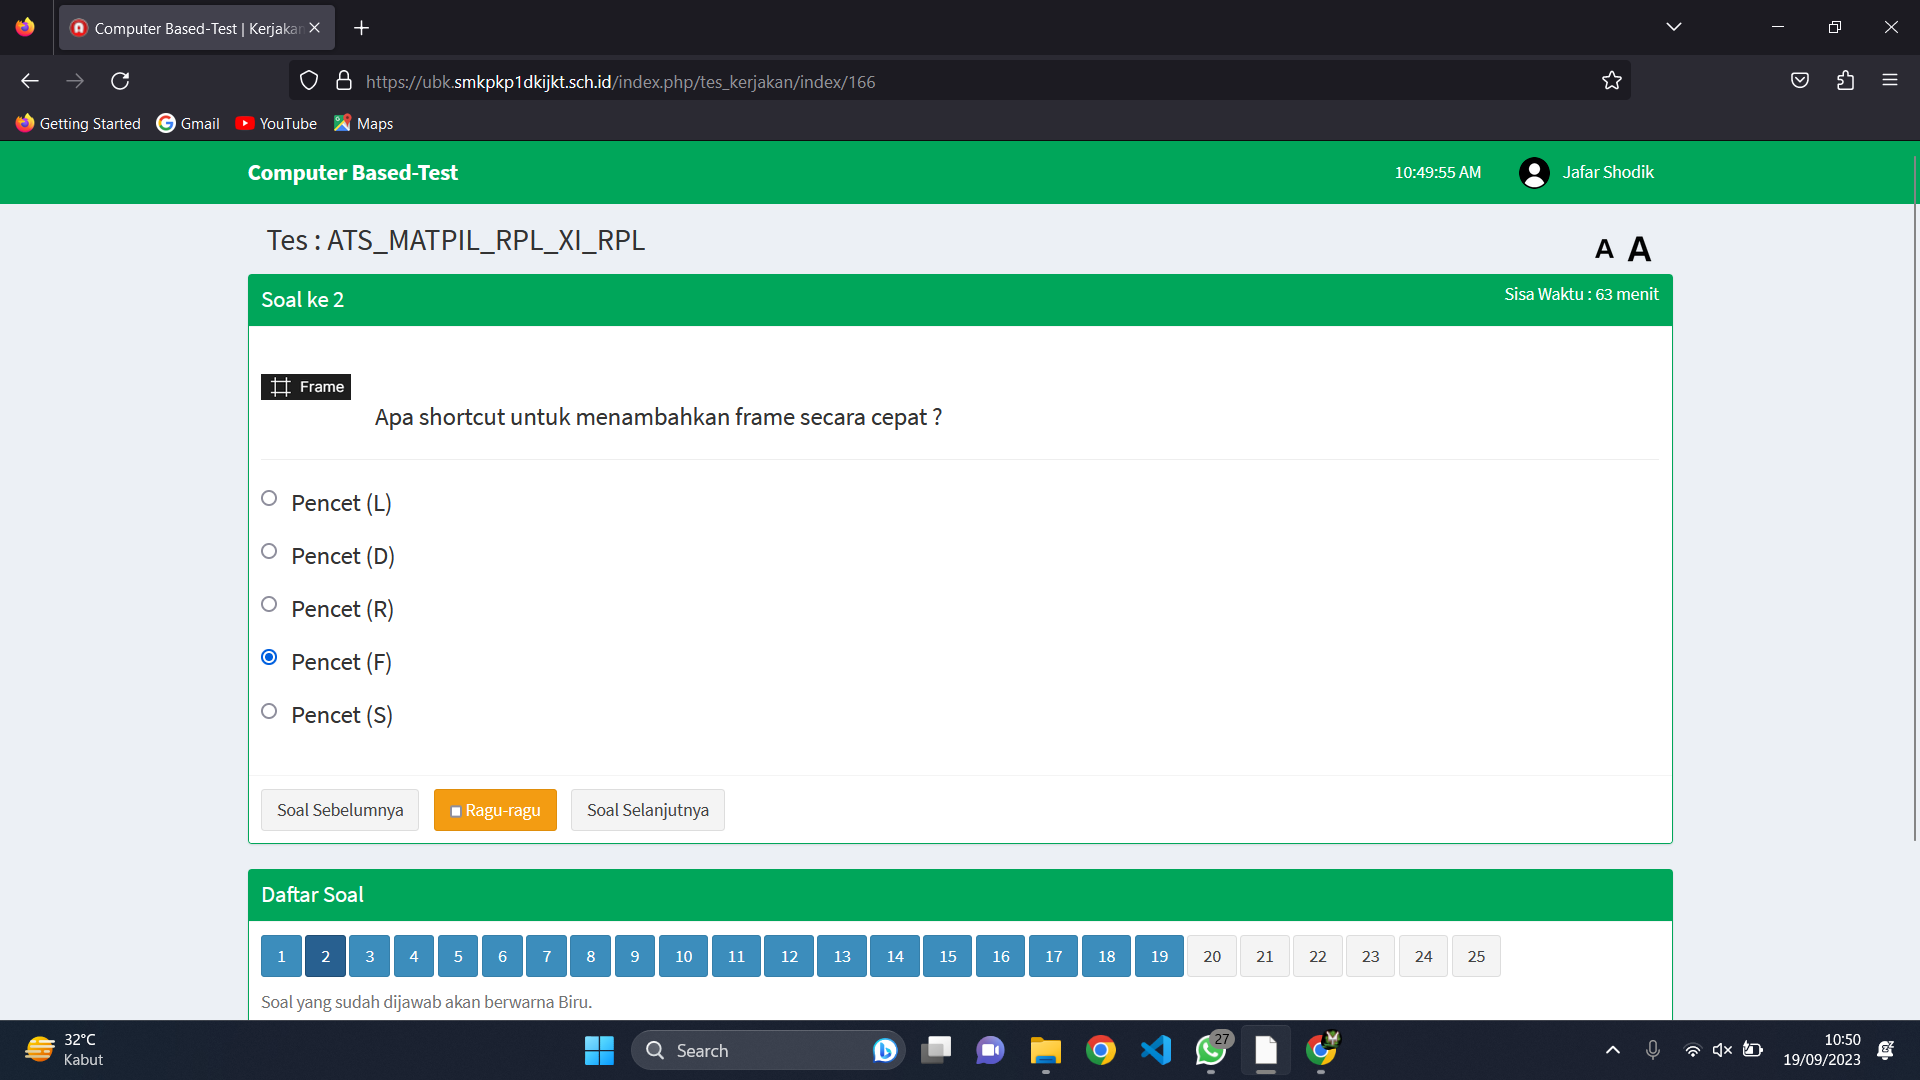 Computer Based-Test | Kerjakan
https://ubk.smkpkp1dkijkt.sch.id/index.php/tes_kerjakan/index/166
Getting Started
Gmail
YouTube
Maps
Computer Based-Test
10:49:55 AM
Jafar Shodik
Tes : ATS_MATPIL_RPL_XI_RPL
A A
Soal ke 2
Sisa Waktu : 63 menit
Frame
Apa shortcut untuk menambahkan frame secara cepat ?
Pencet (L)
Pencet (D)
Pencet (R)
Pencet (F)
Pencet (S)
Soal Sebelumnya
Ragu-ragu
Soal Selanjutnya
Daftar Soal
1 2 3 4 5 6 7 8 9 10 11 12 13 14 15 16 17 18 19 20 21 22 23 24 25
Soal yang sudah dijawab akan berwarna Biru.
32°C
Kabut
Search
27
10:50
19/09/2023